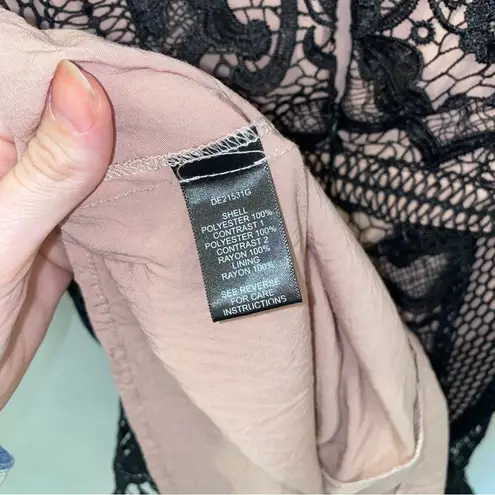 DE21531G
SHELL
POLYESTER 100%
CONTRAST 1
POLYESTER 100%
CONTRAST 2
RAYON 100%
LINING
RAYON 100%
SEE REVERSE
FOR CARE
INSTRUCTIONS